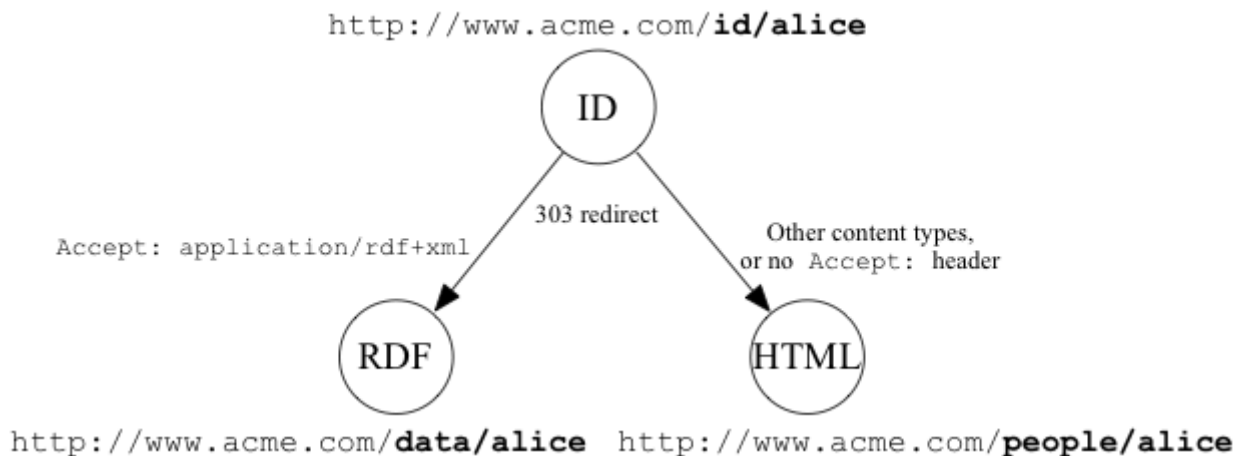 http://www.acme.com/id/alice
ID
303 redirect
Accept: application/rdf+xml
Other content types,
or no Accept: header
RDF
HTML
http://www.acme.com/data/alice
http://www.acme.com/people/alice